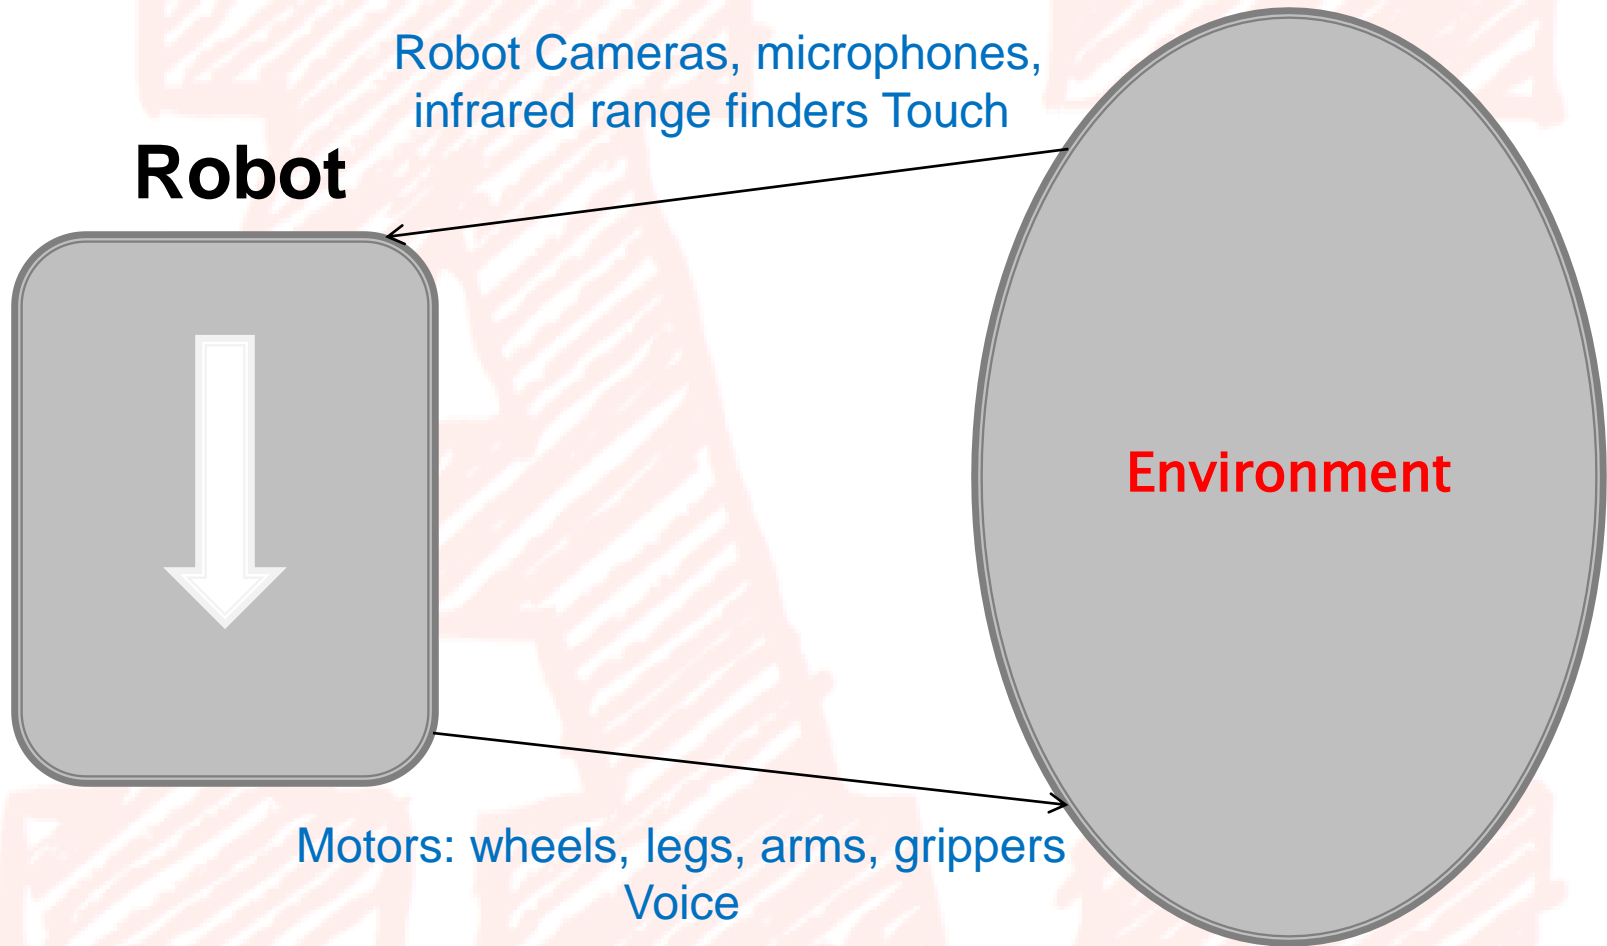 Robot Cameras, microphones,
infrared range finders Touch
Robot
Environment
Motors: wheels, legs, arms, grippers
Voice